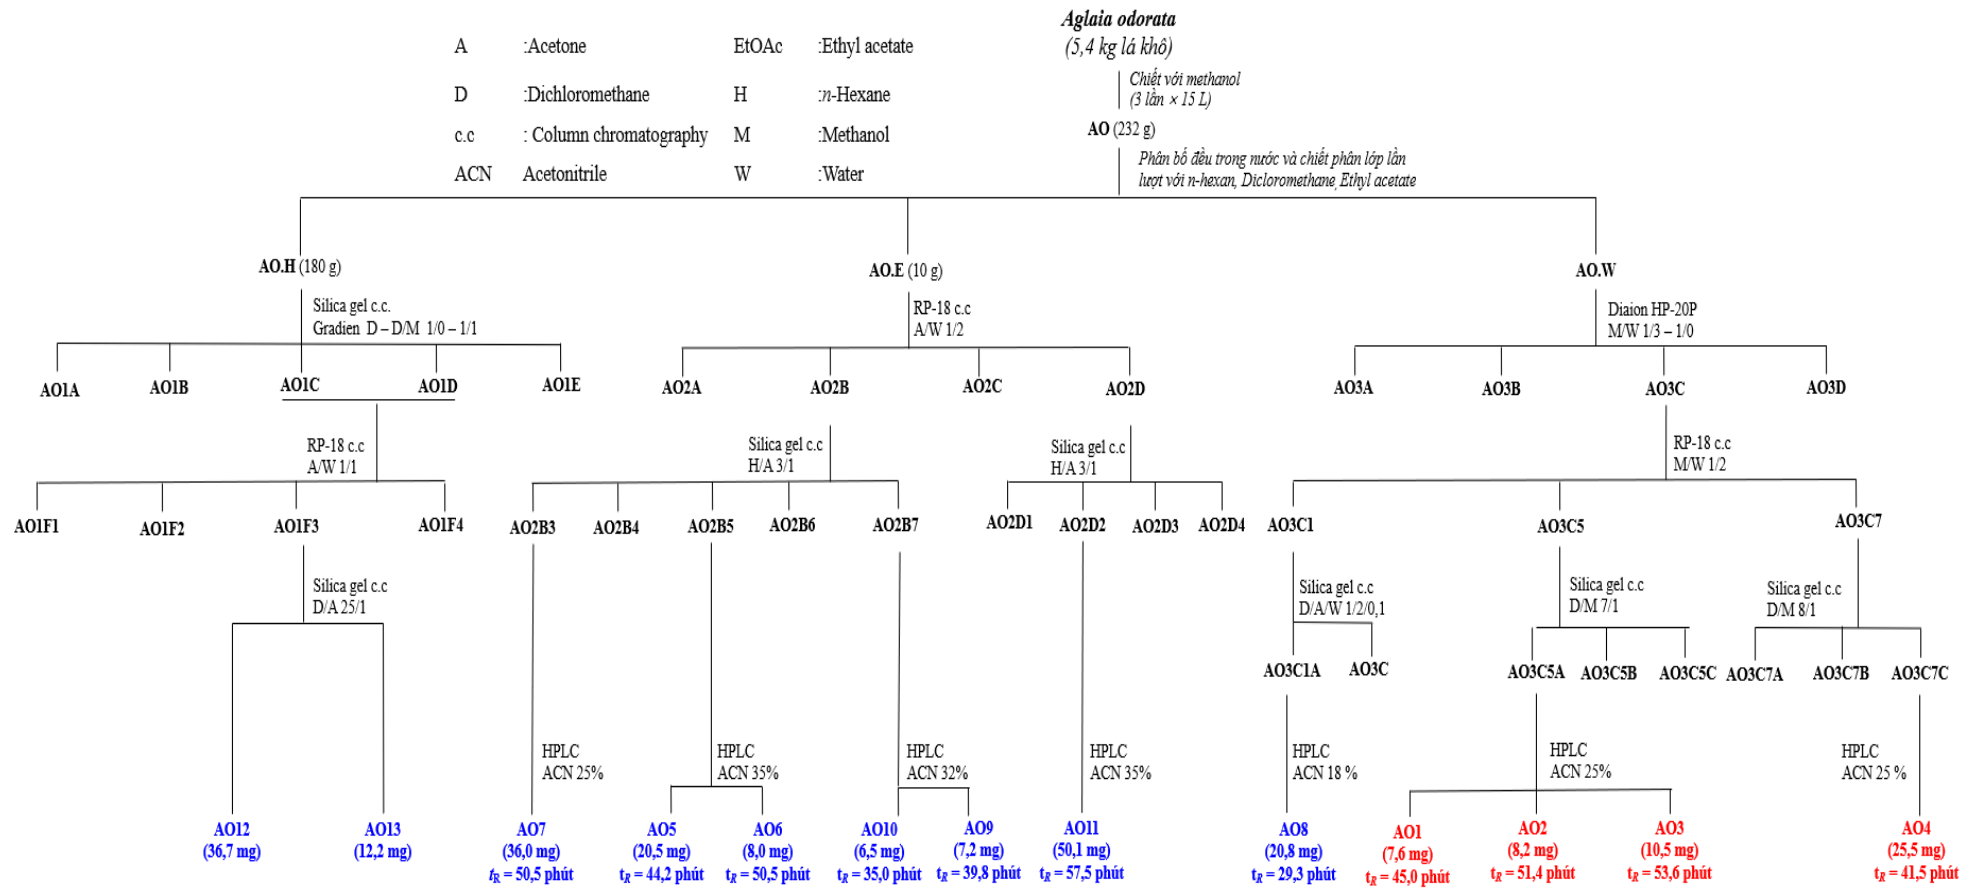 Aglaia odorata
(5,4 kg lá khô)
A :Acetone EtOAc :Ethyl acetate
D :Dichloromethane H :n-Hexane
c.c : Column chromatography M :Methanol
ACN Acetonitrile W :Water
Chiết với methanol
(3 lần × 15 L)
AO (232 g)
Phân bố đều trong nước và chiết phân lớp lần
lượt với n-hexan, Dicloromethane, Ethyl acetate
AO.H (180 g) AO.E (10 g) AO.W
Silica gel c.c.
Gradien D – D/M 1/0 – 1/1
RP-18 c.c
A/W 1/2
Diaion HP-20P
M/W 1/3 – 1/0
AO1A AO1B AO1C AO1D AO1E AO2A AO2B AO2C AO2D AO3A AO3B AO3C AO3D
RP-18 c.c
A/W 1/1
Silica gel c.c
H/A 3/1
Silica gel c.c
H/A 3/1
RP-18 c.c
M/W 1/2
AO1F1 AO1F2 AO1F3 AO1F4 AO2B3 AO2B4 AO2B5 AO2B6 AO2B7 AO2D1 AO2D2 AO2D3 AO2D4 AO3C1 AO3C5 AO3C7
Silica gel c.c
D/A 25/1
Silica gel c.c
D/A/W 1/2/0,1
Silica gel c.c
D/M 7/1
Silica gel c.c
D/M 8/1
AO3C1A AO3C AO3C5A AO3C5B AO3C5C AO3C7A AO3C7B AO3C7C
HPLC
ACN 25%
HPLC
ACN 35%
HPLC
ACN 32%
HPLC
ACN 35%
HPLC
ACN 18 %
HPLC
ACN 25%
HPLC
ACN 25 %
AO12
(36,7 mg)
AO13
(12,2 mg)
AO7
(36,0 mg)
tR = 50,5 phút
AO5
(20,5 mg)
tR = 44,2 phút
AO6
(8,0 mg)
tR = 50,5 phút
AO10
(6,5 mg)
tR = 35,0 phút
AO9
(7,2 mg)
tR = 39,8 phút
AO11
(50,1 mg)
tR = 57,5 phút
AO8
(20,8 mg)
tR = 29,3 phút
AO1
(7,6 mg)
tR = 45,0 phút
AO2
(8,2 mg)
tR = 51,4 phút
AO3
(10,5 mg)
tR = 53,6 phút
AO4
(25,5 mg)
tR = 41,5 phút